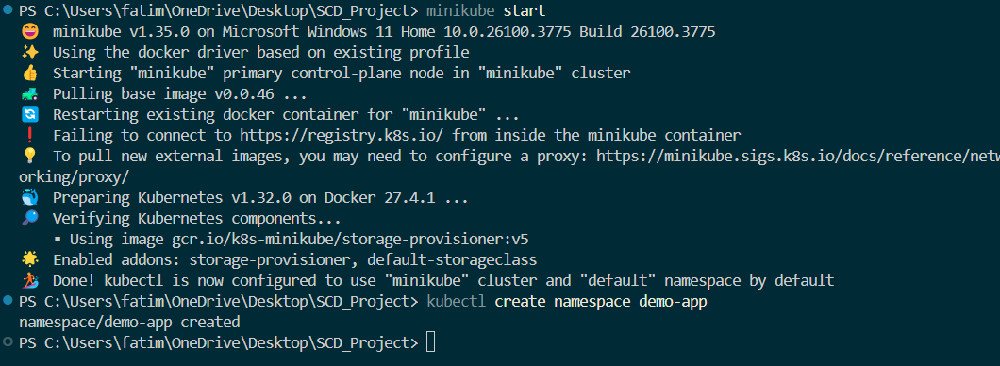 PS C:\Users\fatim\OneDrive\Desktop\SCD_Project> minikube start
😄  minikube v1.35.0 on Microsoft Windows 11 Home 10.0.26100.3775 Build 26100.3775
✨  Using the docker driver based on existing profile
👍  Starting "minikube" primary control-plane node in "minikube" cluster
🚜  Pulling base image v0.0.46 ...
🔄  Restarting existing docker container for "minikube" ...
❗  Failing to connect to https://registry.k8s.io/ from inside the minikube container
💡  To pull new external images, you may need to configure a proxy: https://minikube.sigs.k8s.io/docs/reference/netw
orking/proxy/
🐳  Preparing Kubernetes v1.32.0 on Docker 27.4.1 ...
🔎  Verifying Kubernetes components...
▪ Using image gcr.io/k8s-minikube/storage-provisioner:v5
🌟  Enabled addons: storage-provisioner, default-storageclass
🏄  Done! kubectl is now configured to use "minikube" cluster and "default" namespace by default
PS C:\Users\fatim\OneDrive\Desktop\SCD_Project> kubectl create namespace demo-app
namespace/demo-app created
PS C:\Users\fatim\OneDrive\Desktop\SCD_Project>